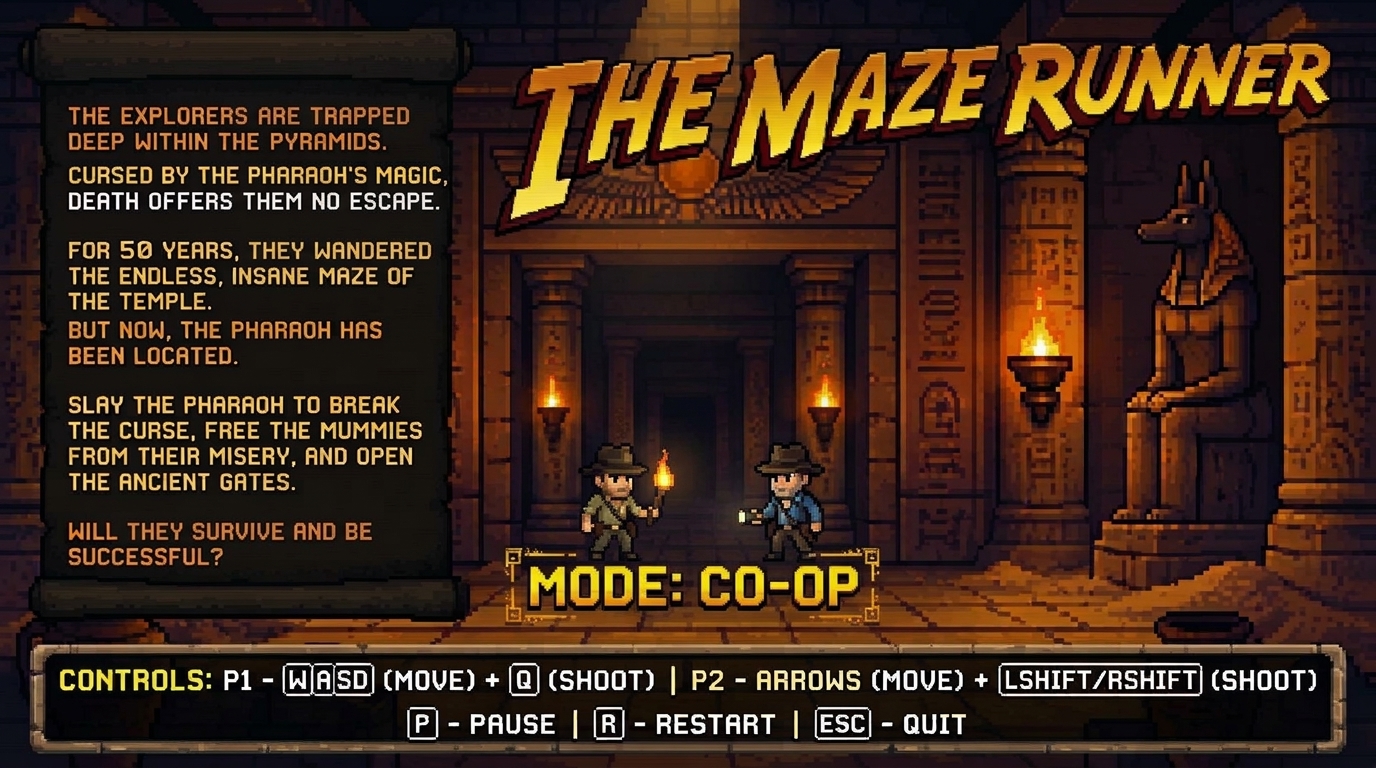 THE MAZE RUNNER
THE EXPLORERS ARE TRAPPED
DEEP WITHIN THE PYRAMIDS.
CURSED BY THE PHARAOH'S MAGIC,
DEATH OFFERS THEM NO ESCAPE.
FOR 50 YEARS, THEY WANDERED
THE ENDLESS, INSANE MAZE OF
THE TEMPLE.
BUT NOW, THE PHARAOH HAS
BEEN LOCATED.
SLAY THE PHARAOH TO BREAK
THE CURSE, FREE THE MUMMIES
FROM THEIR MISERY, AND OPEN
THE ANCIENT GATES.
WILL THEY SURVIVE AND BE
SUCCESSFUL?
MODE: CO-OP
CONTROLS: P1 - WASD (MOVE) + Q (SHOOT) | P2 - ARROWS (MOVE) + LSHIFT/RSHIFT (SHOOT)
P - PAUSE | R - RESTART | ESC - QUIT